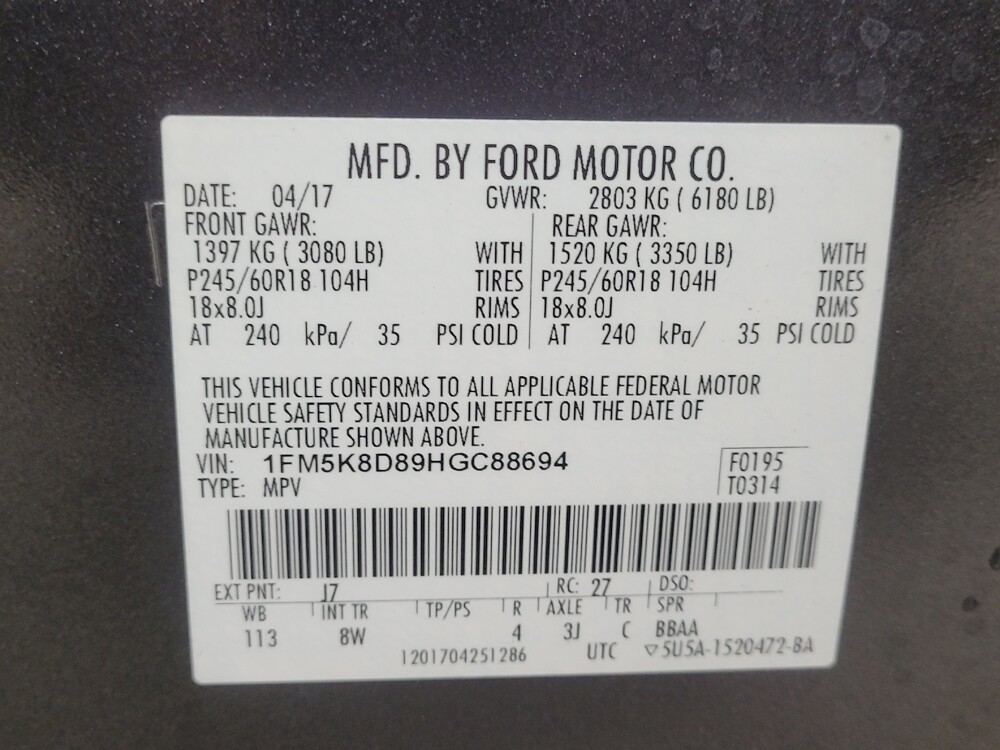 MFD. BY FORD MOTOR CO.
DATE: 04/17 GVWR: 2803 KG ( 6180 LB)
FRONT GAWR: REAR GAWR:
1397 KG ( 3080 LB) WITH 1520 KG ( 3350 LB) WITH
P245/60R18 104H TIRES P245/60R18 104H TIRES
18x8.0J RIMS 18x8.0J RIMS
AT 240 kPa/ 35 PSI COLD AT 240 kPa/ 35 PSI COLD
THIS VEHICLE CONFORMS TO ALL APPLICABLE FEDERAL MOTOR
VEHICLE SAFETY STANDARDS IN EFFECT ON THE DATE OF
MANUFACTURE SHOWN ABOVE.
VIN: 1FM5K8D89HGC88694 F0195
TYPE: MPV T0314
EXT PNT: J7 RC: 27 DSO:
WB INT TR TP/PS R AXLE TR SPR
113 8W 4 3J C BBAA
1201704251286 UTC ▽5U5A-1520472-BA